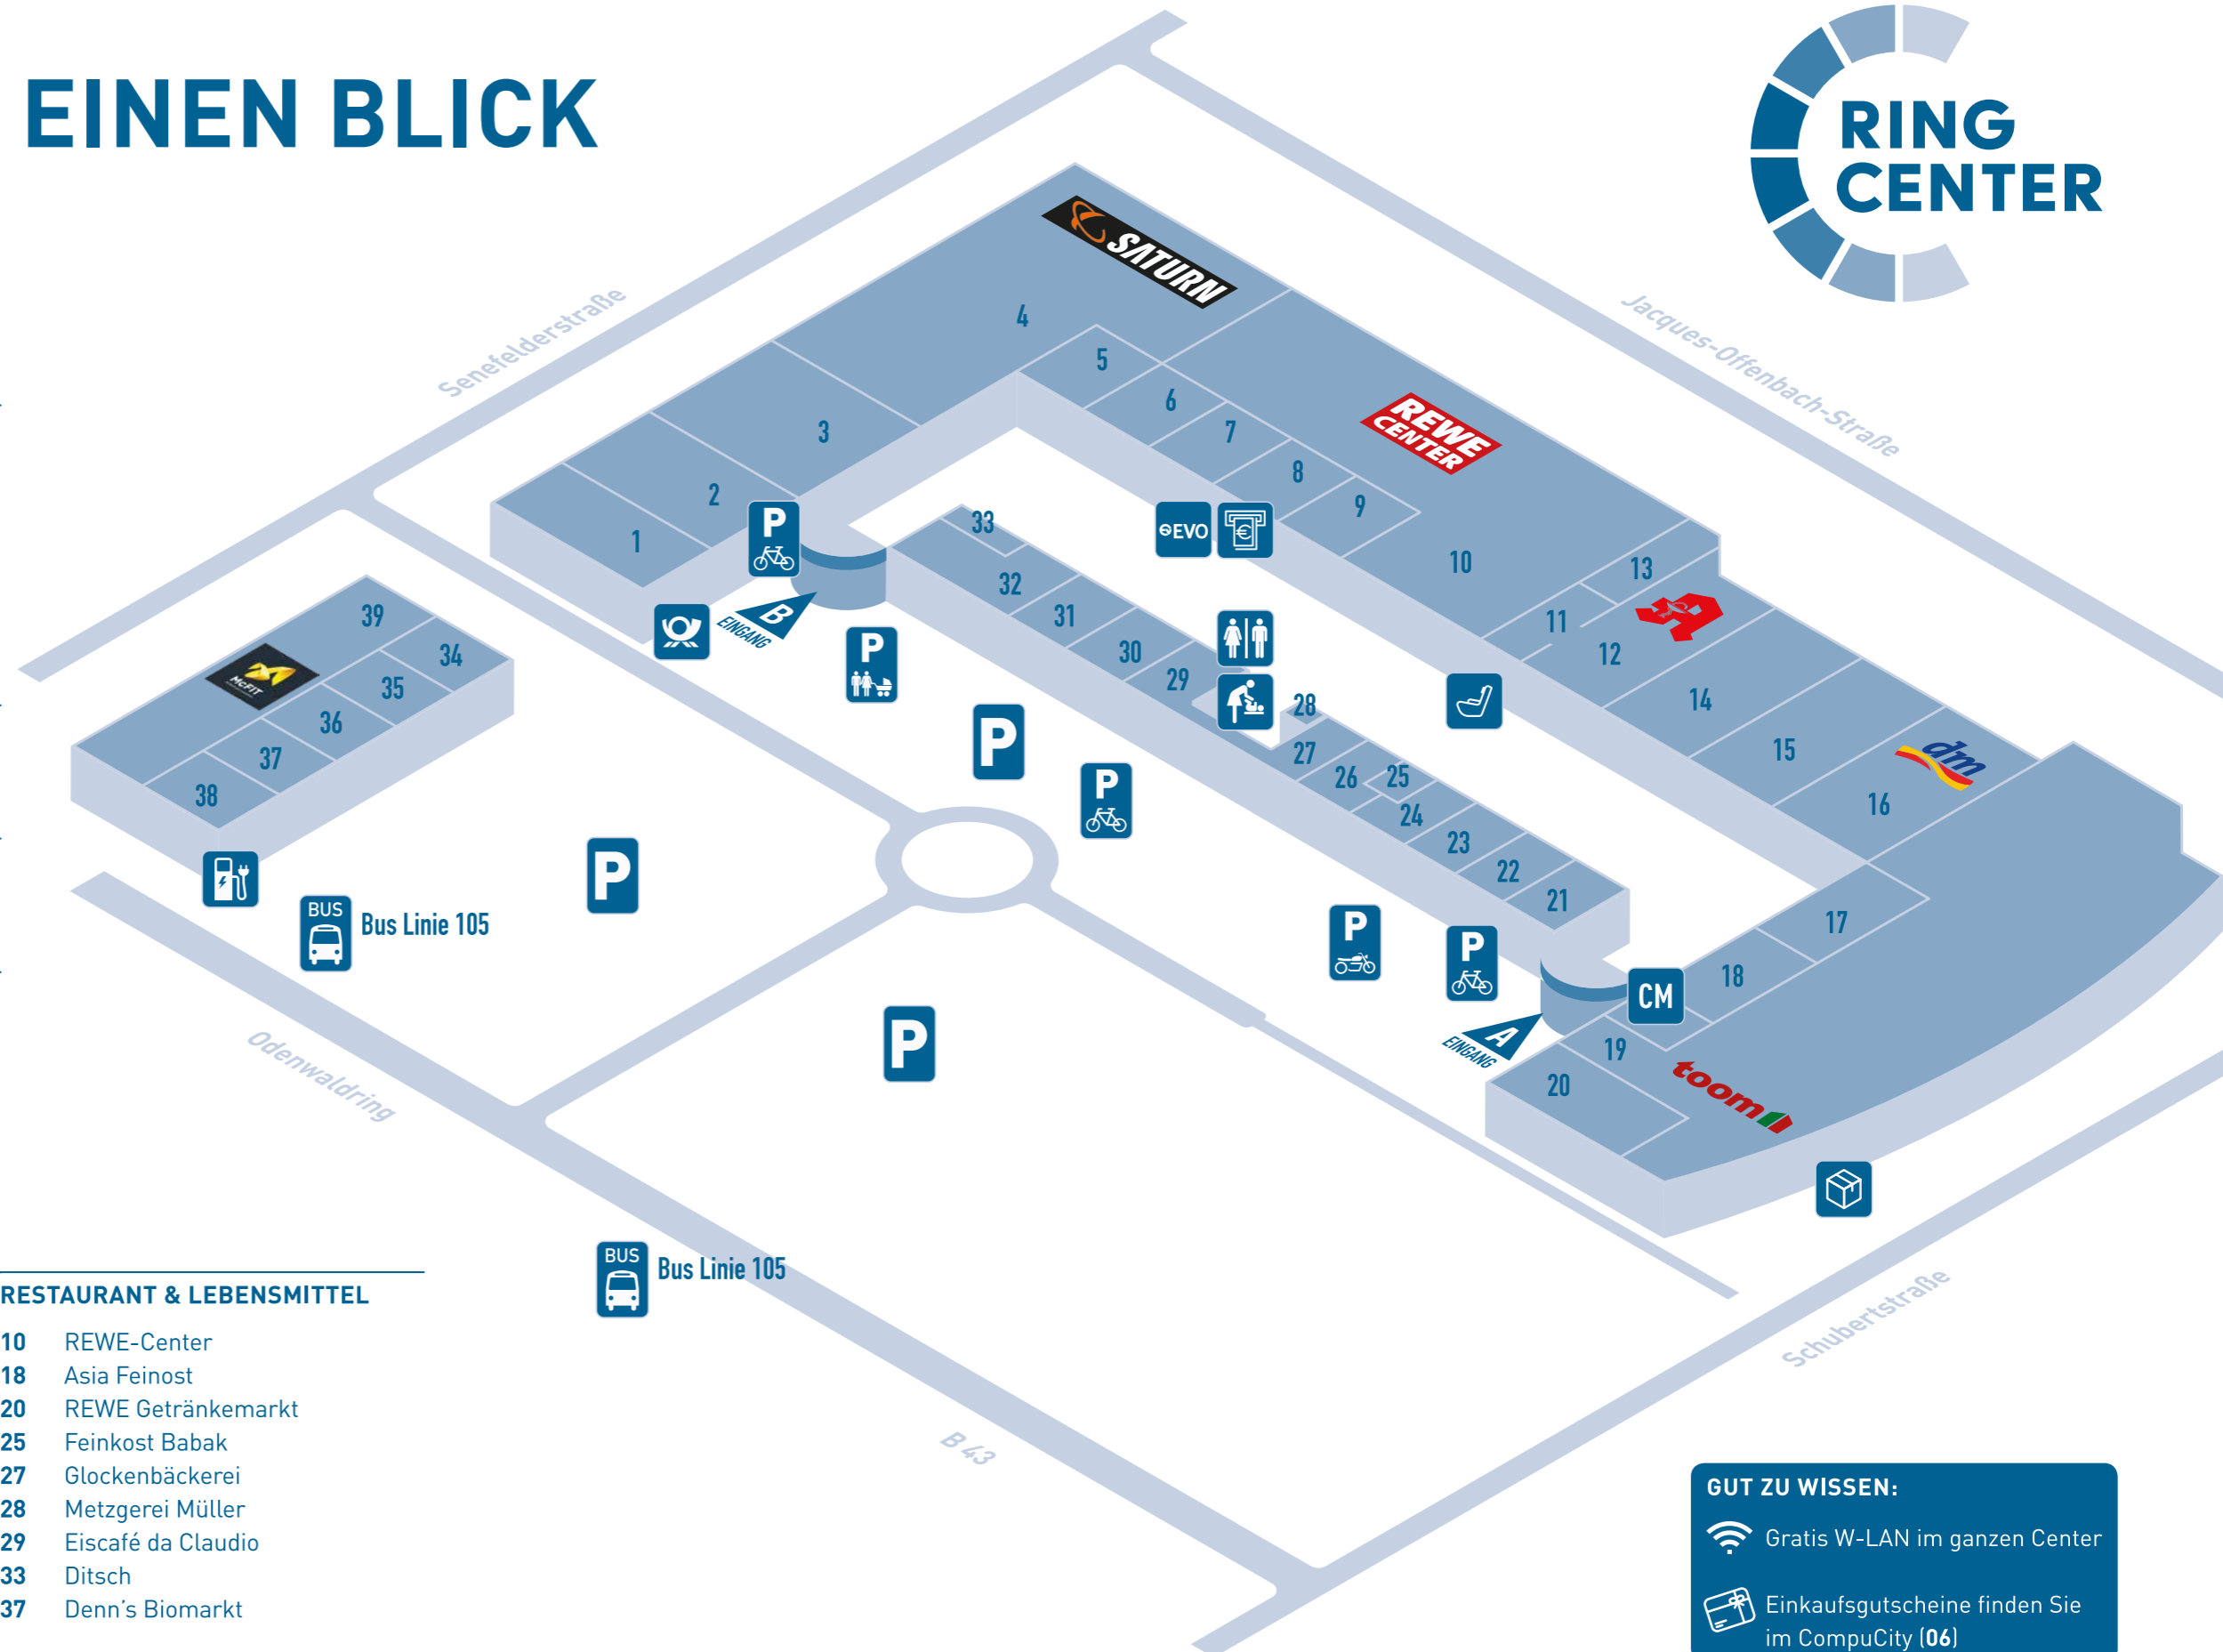 EINEN BLICK
RING
CENTER
Senefelderstraße
Jacques-Offenbach-Straße
SATURN
4
5
6
7
8
9
REWE
CENTER
3
2
1
P
33
EVO
€
10
13
11
12
14
15
16
dm
32
31
30
29
28
27
26
25
24
23
22
21
B
EINGANG
P
P
P
39
34
35
36
37
38
McFIT
P
BUS
Bus Linie 105
P
P
P
17
18
CM
19
20
A
EINGANG
toom
Odenwaldring
BUS
Bus Linie 105
B 43
Schubertstraße
RESTAURANT & LEBENSMITTEL
10 REWE-Center
18 Asia Feinost
20 REWE Getränkemarkt
25 Feinkost Babak
27 Glockenbäckerei
28 Metzgerei Müller
29 Eiscafé da Claudio
33 Ditsch
37 Denn's Biomarkt
GUT ZU WISSEN:
Gratis W-LAN im ganzen Center
Einkaufsgutscheine finden Sie
im CompuCity (06)